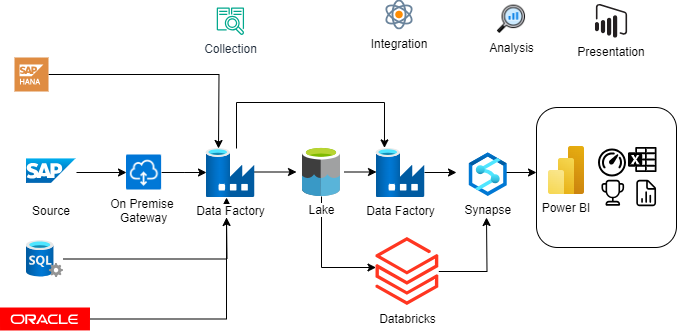 Collection
Integration
Analysis
Presentation
SAP
HANA
SAP
Source
On Premise
Gateway
Data Factory
Lake
Data Factory
Synapse
Power BI
X
SQL
ORACLE
Databricks